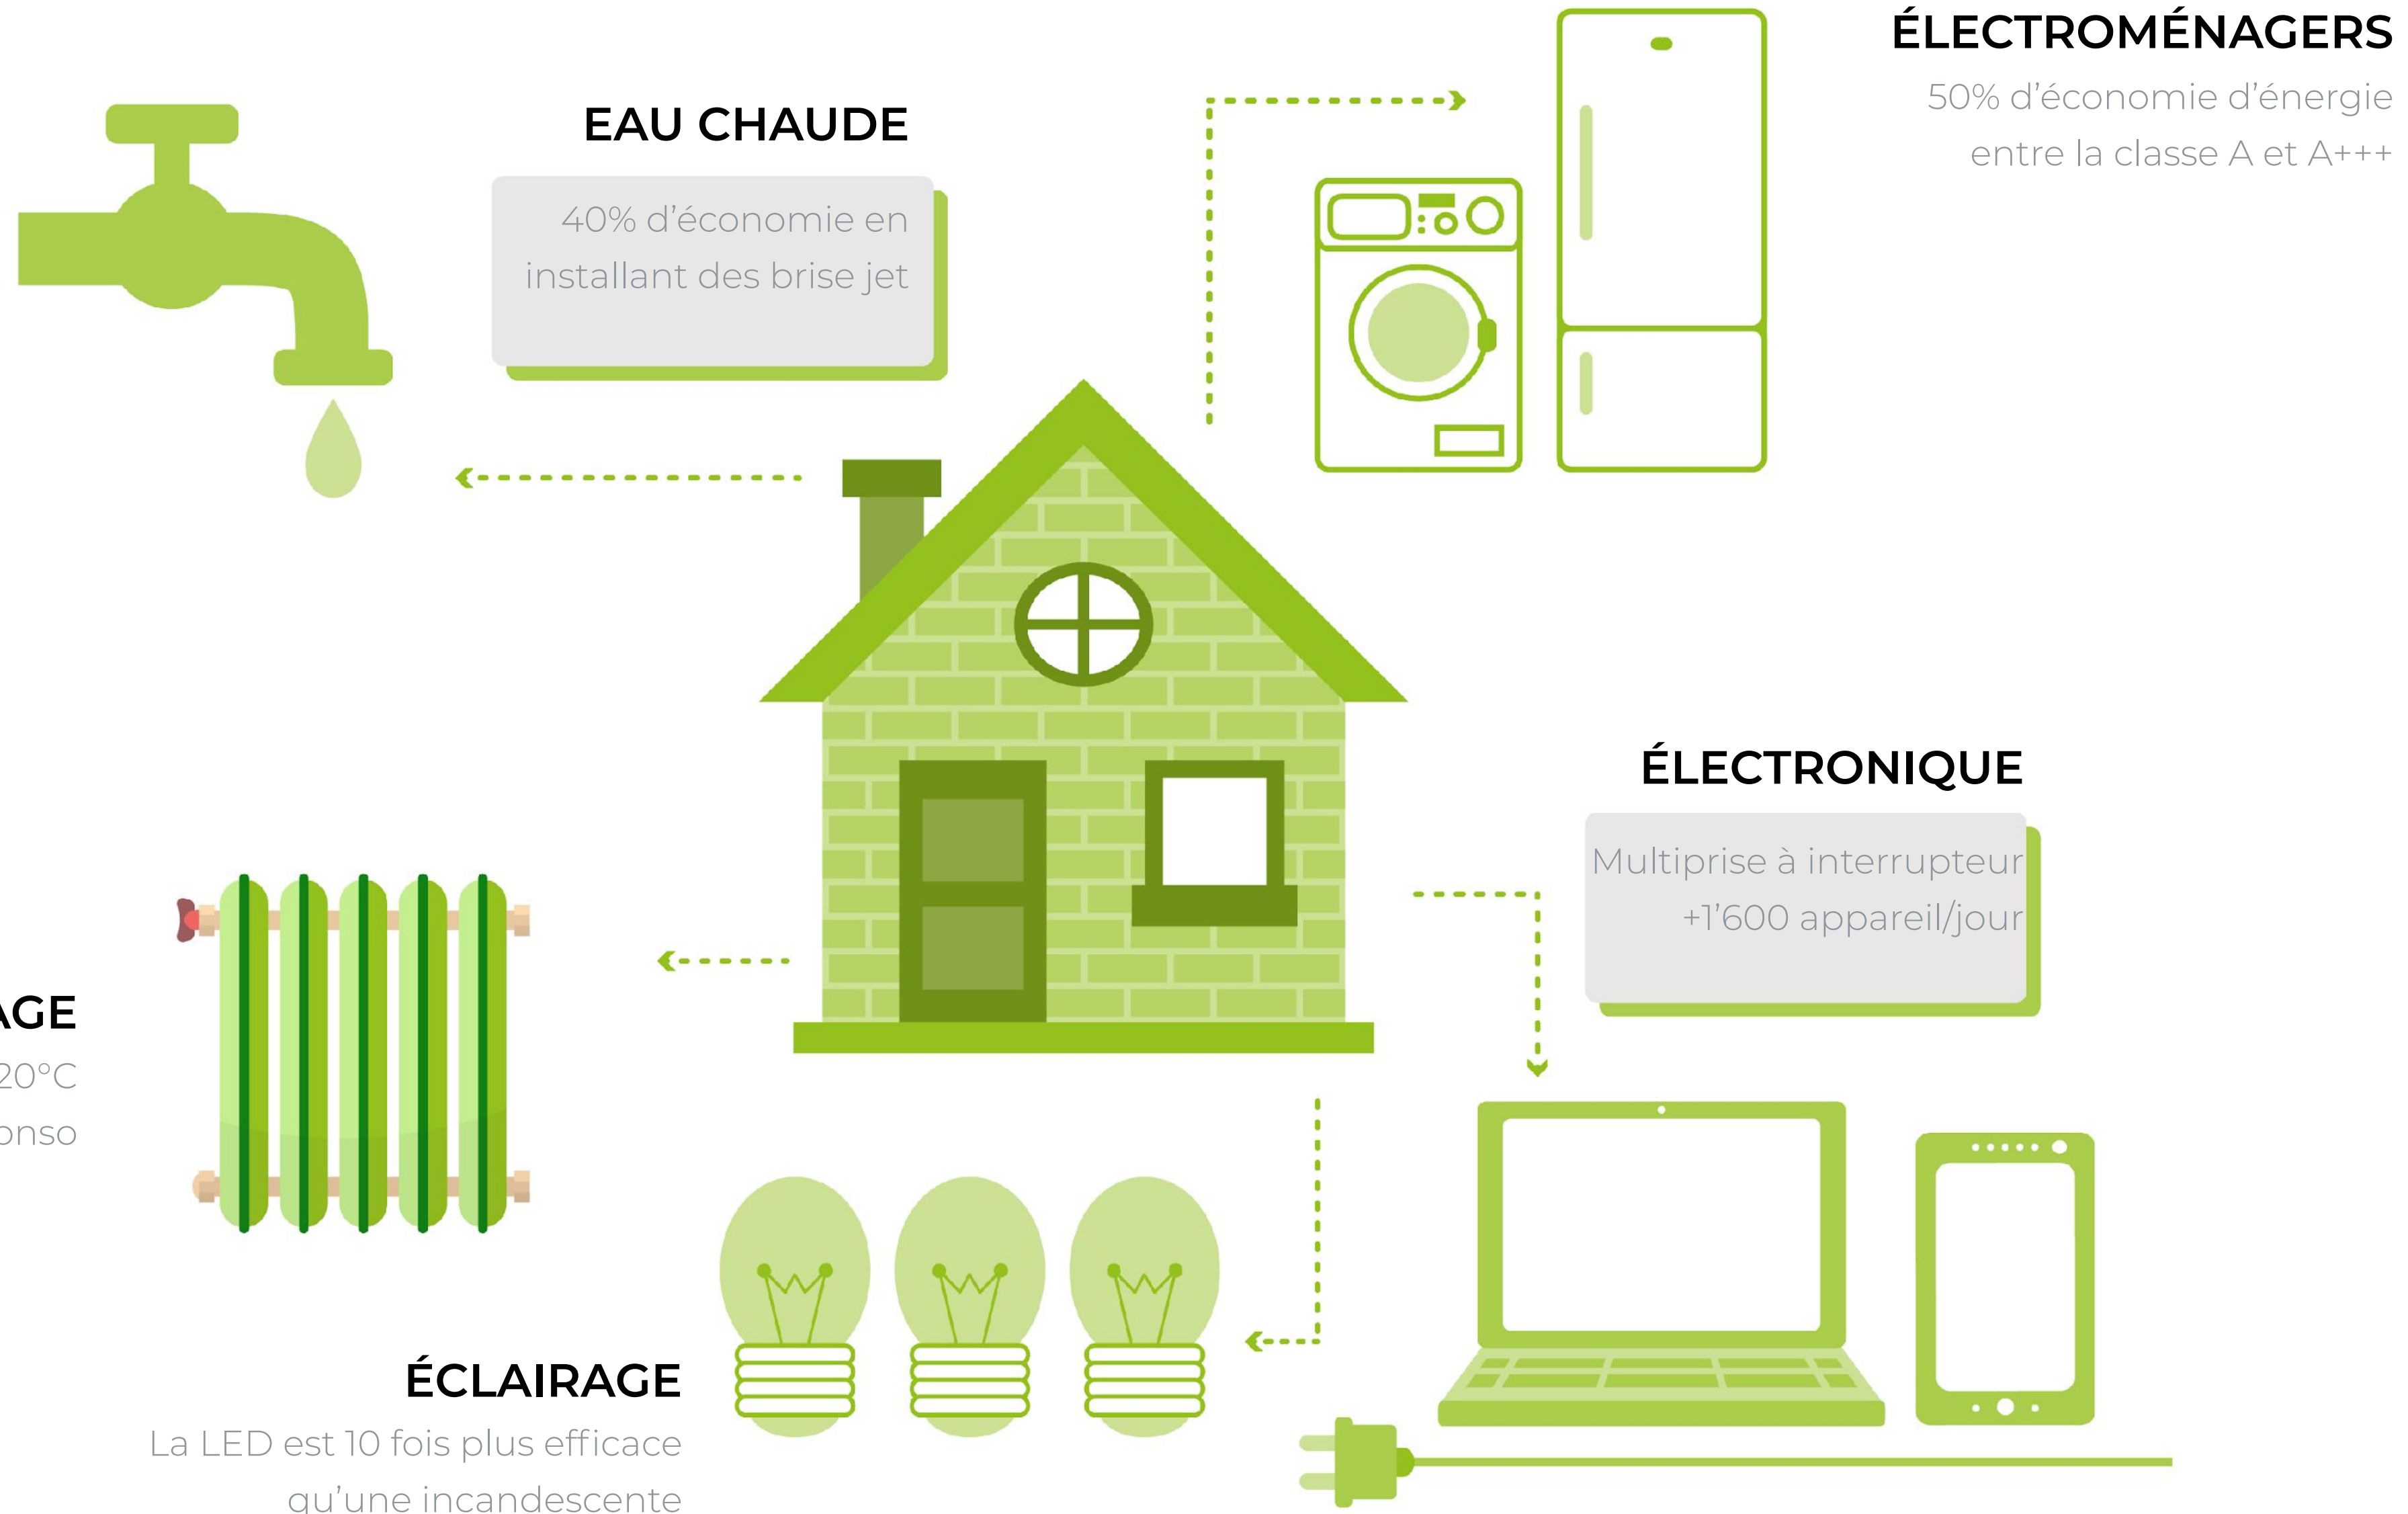 ÉLECTROMÉNAGERS
50% d'économie d'énergie
entre la classe A et A+++
EAU CHAUDE
40% d'économie en
installant des brise jet
ÉLECTRONIQUE
Multiprise à interrupteur
+1'600 appareil/jour
20°C
ÉCLAIRAGE
La LED est 10 fois plus efficace
qu'une incandescente